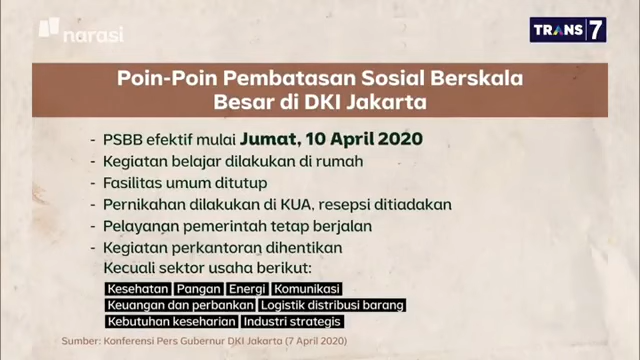 narasi
TRANS 7
Poin-Poin Pembatasan Sosial Berskala
Besar di DKI Jakarta
- PSBB efektif mulai Jumat, 10 April 2020
- Kegiatan belajar dilakukan di rumah
- Fasilitas umum ditutup
- Pernikahan dilakukan di KUA, resepsi ditiadakan
- Pelayanan pemerintah tetap berjalan
- Kegiatan perkantoran dihentikan
Kecuali sektor usaha berikut:
Kesehatan Pangan Energi Komunikasi
Keuangan dan perbankan Logistik distribusi barang
Kebutuhan keseharian Industri strategis
Sumber: Konferensi Pers Gubernur DKI Jakarta (7 April 2020)